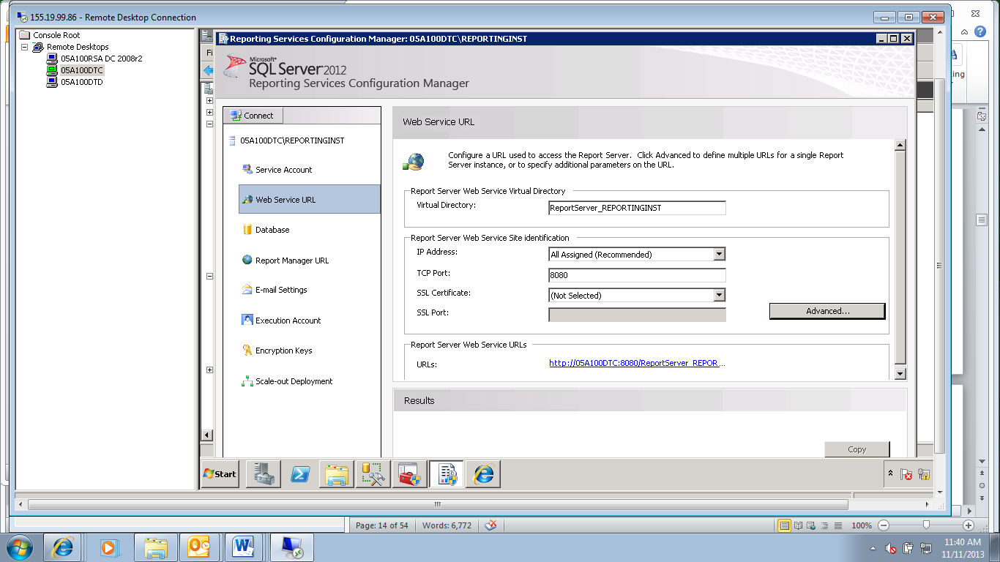 155.19.99.86 - Remote Desktop Connection
Console Root
Remote Desktops
05A100RSA DC 2008r2
05A100DTC
05A100DTD
Fi
Reporting Services Configuration Manager: 05A100DTC\REPORTINGINST
Microsoft®
SQL Server 2012
Reporting Services Configuration Manager
ting
Connect
05A100DTC\REPORTINGINST
Service Account
Web Service URL
Database
Report Manager URL
E-mail Settings
Execution Account
Encryption Keys
Scale-out Deployment
Web Service URL
Configure a URL used to access the Report Server. Click Advanced to define multiple URLs for a single Report
Server instance, or to specify additional parameters on the URL.
Report Server Web Service Virtual Directory
Virtual Directory: ReportServer_REPORTINGINST
Report Server Web Service Site identification
IP Address: All Assigned (Recommended)
TCP Port: 8080
SSL Certificate: (Not Selected)
SSL Port:
Advanced...
Report Server Web Service URLs
URLs: http://05A100DTC:8080/ReportServer_REPOR...
Results
Copy
Start
Page: 14 of 54 Words: 6,772
100%
11:40 AM
11/11/2013